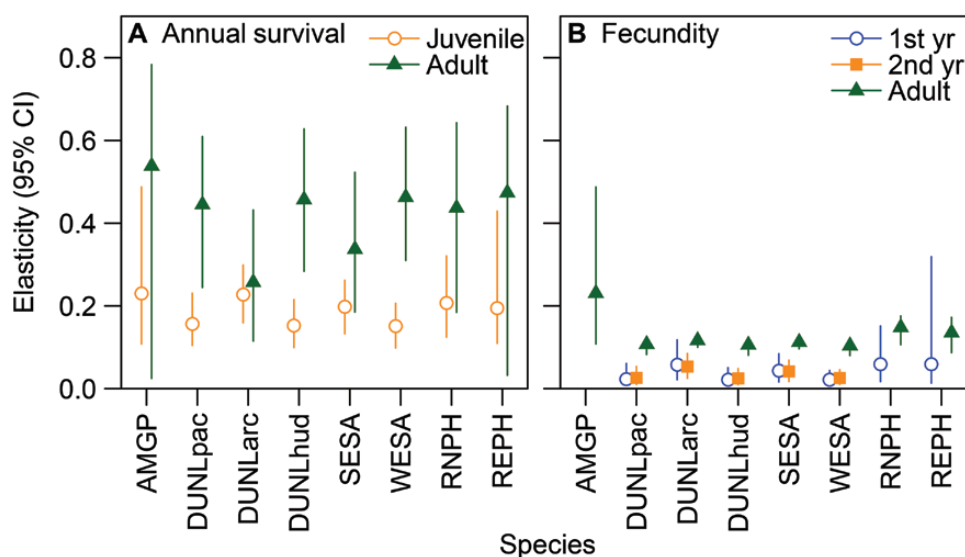 A Annual survival
Juvenile
Adult
B Fecundity
1st yr
2nd yr
Adult
Elasticity (95% CI)
0.8
0.6
0.4
0.2
0.0
AMGP
DUNLpac
DUNLarc
DUNLhud
SESA
WESA
RNPH
REPH
AMGP
DUNLpac
DUNLarc
DUNLhud
SESA
WESA
RNPH
REPH
Species